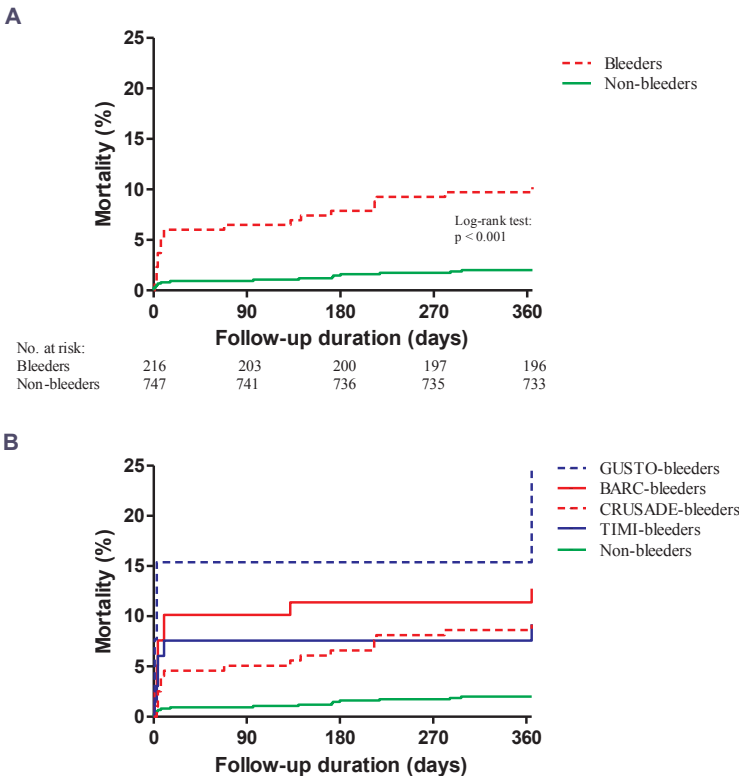 A
25
20
15
10
5
0
Mortality (%)
Bleeders
Non-bleeders
Log-rank test:
p < 0.001
0 90 180 270 360
Follow-up duration (days)
No. at risk:
Bleeders 216 203 200 197 196
Non-bleeders 747 741 736 735 733
B
25
20
15
10
5
0
Mortality (%)
GUSTO-bleeders
BARC-bleeders
CRUSADE-bleeders
TIMI-bleeders
Non-bleeders
0 90 180 270 360
Follow-up duration (days)